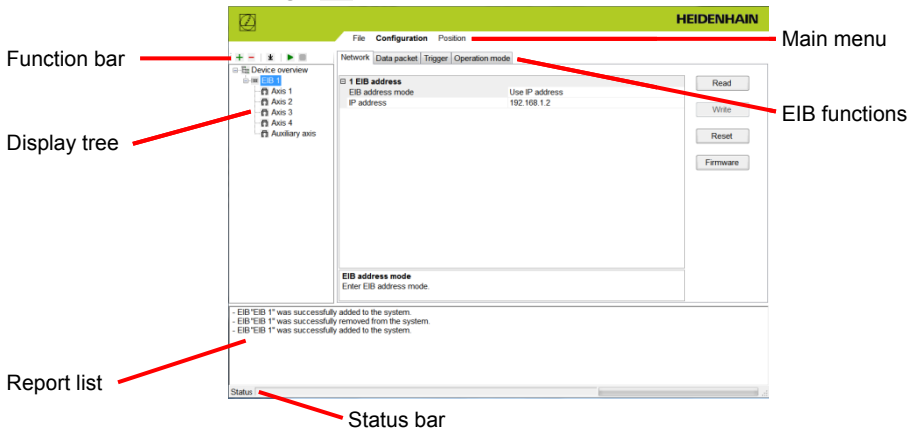 HEIDENHAIN
File Configuration Position
Main menu
Function bar
Network Data packet Trigger Operation mode
Device overview
EIB 1
Axis 1
Axis 2
Axis 3
Axis 4
Auxiliary axis
Display tree
1 EIB address
EIB address mode Use IP address
IP address 192.168.1.2
Read
Write
Reset
Firmware
EIB functions
EIB address mode
Enter EIB address mode.
- EIB "EIB 1" was successfully added to the system.
- EIB "EIB 1" was successfully removed from the system.
- EIB "EIB 1" was successfully added to the system.
Report list
Status
Status bar